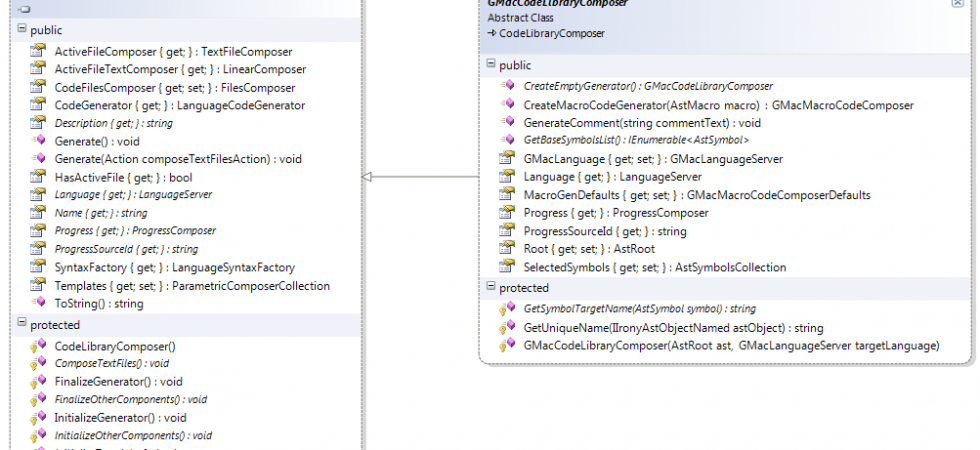 public
ActiveFileComposer { get; } : TextFileComposer
ActiveFileTextComposer { get; } : LinearComposer
CodeFilesComposer { get; set; } : FilesComposer
CodeGenerator { get; } : LanguageCodeGenerator
Description { get; } : string
Generate() : void
Generate(Action composeTextFilesAction) : void
HasActiveFile { get; } : bool
Language { get; } : LanguageServer
Name { get; } : string
Progress { get; } : ProgressComposer
ProgressSourceId { get; } : string
SyntaxFactory { get; } : LanguageSyntaxFactory
Templates { get; set; } : ParametricComposerCollection
ToString() : string
protected
CodeLibraryComposer()
ComposeTextFiles() : void
FinalizeGenerator() : void
FinalizeOtherComponents() : void
InitializeGenerator() : void
InitializeOtherComponents() : void
GMacCodeLibraryComposer
Abstract Class
CodeLibraryComposer
public
CreateEmptyGenerator() : GMacCodeLibraryComposer
CreateMacroCodeGenerator(AstMacro macro) : GMacMacroCodeComposer
GenerateComment(string commentText) : void
GetBaseSymbolsList() : IEnumerable<AstSymbol>
GMacLanguage { get; set; } : GMacLanguageServer
Language { get; } : LanguageServer
MacroGenDefaults { get; set; } : GMacMacroCodeComposerDefaults
Progress { get; } : ProgressComposer
ProgressSourceId { get; } : string
Root { get; set; } : AstRoot
SelectedSymbols { get; set; } : AstSymbolsCollection
protected
GetSymbolTargetName(AstSymbol symbol) : string
GetUniqueName(IIronyAstObjectNamed astObject) : string
GMacCodeLibraryComposer(AstRoot ast, GMacLanguageServer targetLanguage)